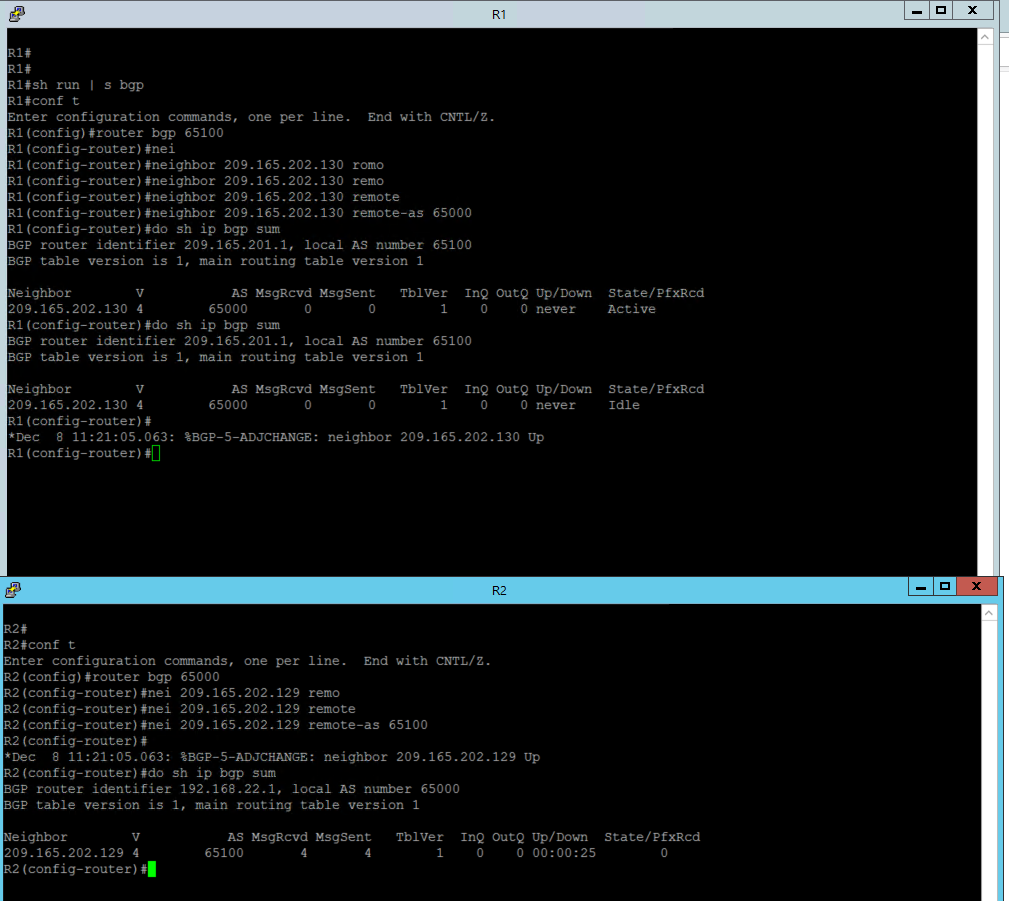 R1
R1#
R1#
R1#sh run | s bgp
R1#conf t
Enter configuration commands, one per line.  End with CNTL/Z.
R1(config)#router bgp 65100
R1(config-router)#nei
R1(config-router)#neighbor 209.165.202.130 romo
R1(config-router)#neighbor 209.165.202.130 remo
R1(config-router)#neighbor 209.165.202.130 remote
R1(config-router)#neighbor 209.165.202.130 remote-as 65000
R1(config-router)#do sh ip bgp sum
BGP router identifier 209.165.201.1, local AS number 65100
BGP table version is 1, main routing table version 1
Neighbor        V           AS MsgRcvd MsgSent   TblVer  InQ OutQ Up/Down  State/PfxRcd
209.165.202.130 4        65000       0       0        1    0    0 never    Active
R1(config-router)#do sh ip bgp sum
BGP router identifier 209.165.201.1, local AS number 65100
BGP table version is 1, main routing table version 1
Neighbor        V           AS MsgRcvd MsgSent   TblVer  InQ OutQ Up/Down  State/PfxRcd
209.165.202.130 4        65000       0       0        1    0    0 never    Idle
R1(config-router)#
*Dec  8 11:21:05.063: %BGP-5-ADJCHANGE: neighbor 209.165.202.130 Up
R1(config-router)#
R2
R2#
R2#conf t
Enter configuration commands, one per line.  End with CNTL/Z.
R2(config)#router bgp 65000
R2(config-router)#nei 209.165.202.129 remo
R2(config-router)#nei 209.165.202.129 remote
R2(config-router)#nei 209.165.202.129 remote-as 65100
R2(config-router)#
*Dec  8 11:21:05.063: %BGP-5-ADJCHANGE: neighbor 209.165.202.129 Up
R2(config-router)#do sh ip bgp sum
BGP router identifier 192.168.22.1, local AS number 65000
BGP table version is 1, main routing table version 1
Neighbor        V           AS MsgRcvd MsgSent   TblVer  InQ OutQ Up/Down  State/PfxRcd
209.165.202.129 4        65100       4       4        1    0    0 00:00:25        0
R2(config-router)#